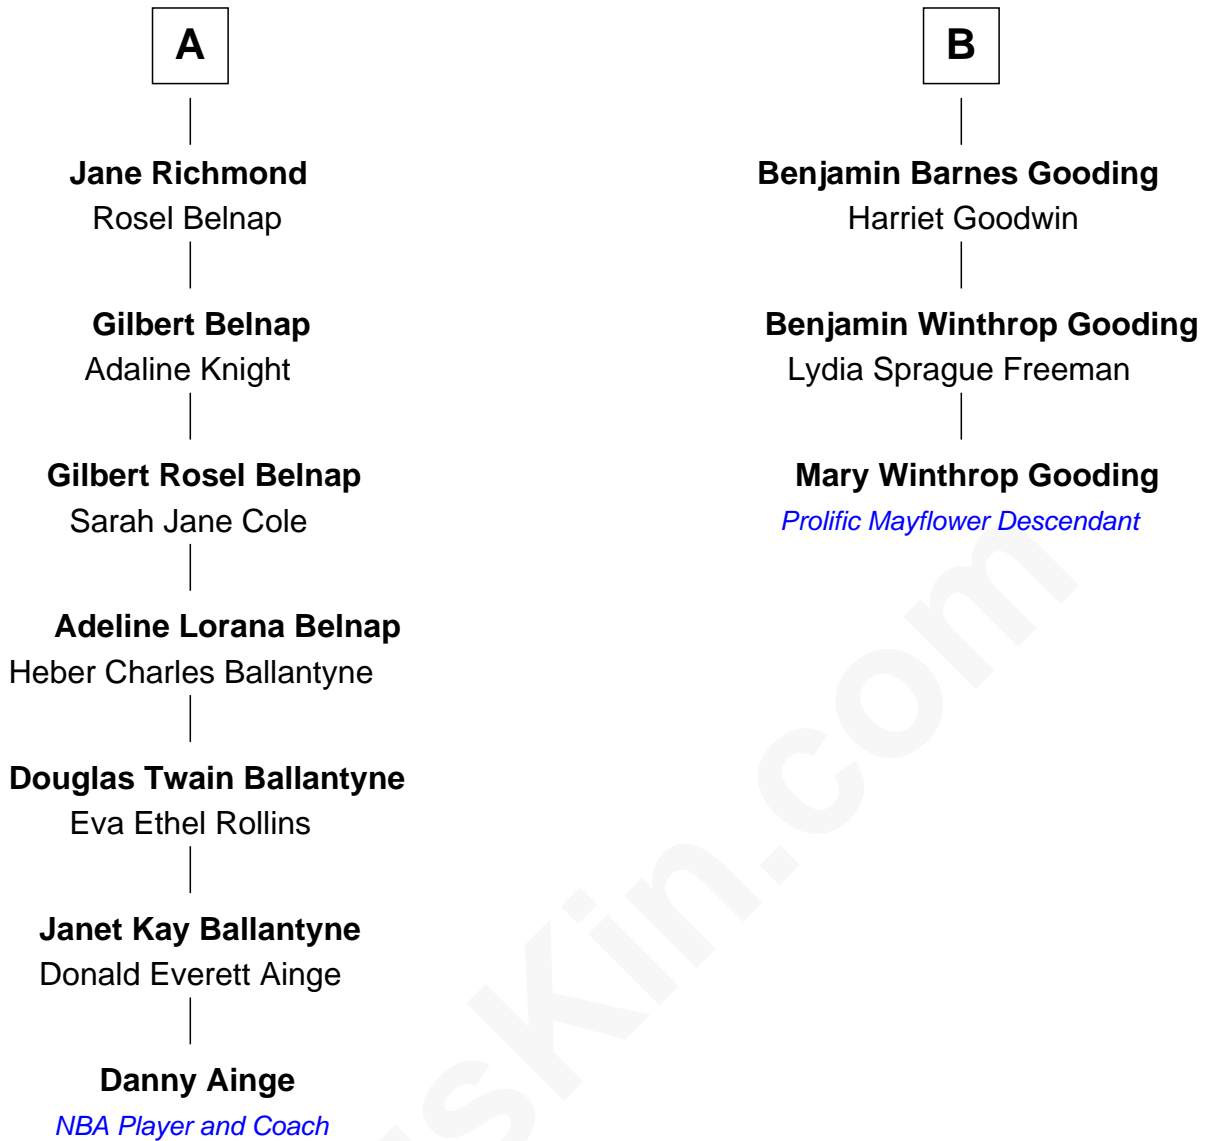 A
Jane Richmond
Rosel Belnap
Gilbert Belnap
Adaline Knight
Gilbert Rosel Belnap
Sarah Jane Cole
Adeline Lorana Belnap
Heber Charles Ballantyne
Douglas Twain Ballantyne
Eva Ethel Rollins
Janet Kay Ballantyne
Donald Everett Ainge
Danny Ainge
NBA Player and Coach
B
Benjamin Barnes Gooding
Harriet Goodwin
Benjamin Winthrop Gooding
Lydia Sprague Freeman
Mary Winthrop Gooding
Prolific Mayflower Descendant
usKin.com